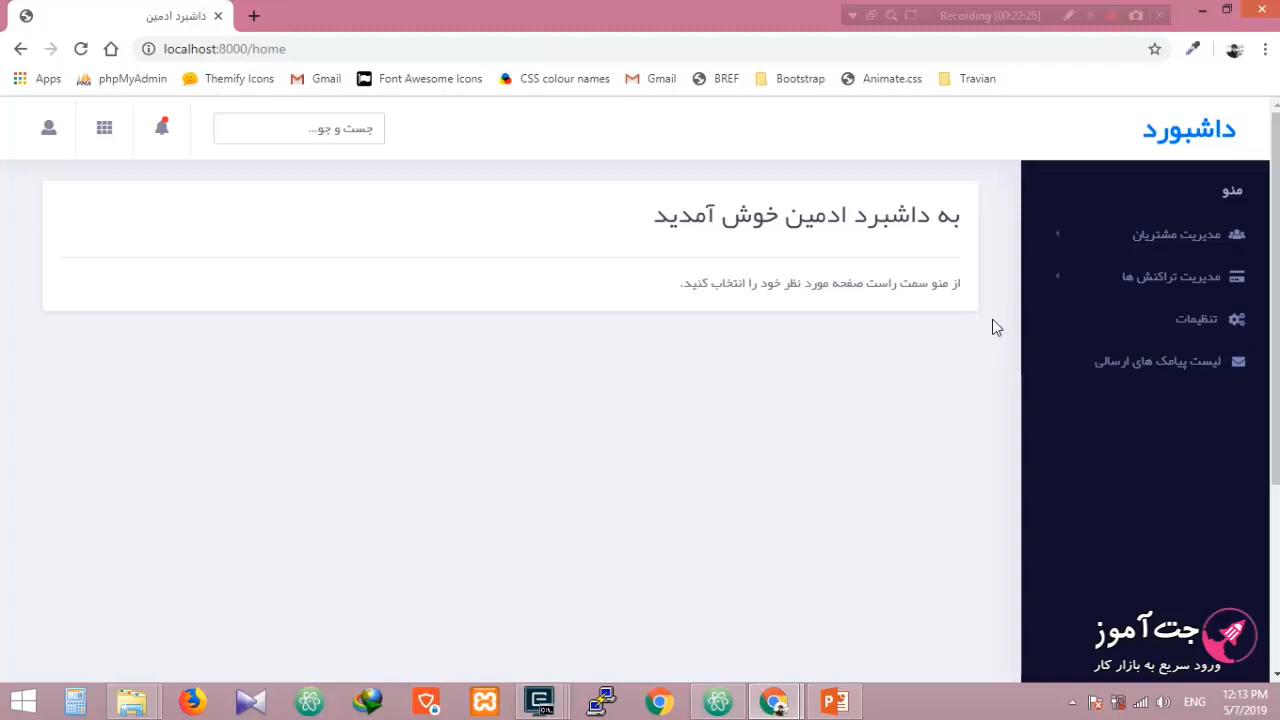 داشبرد ادمین
Recording [00:22:25]
localhost:8000/home
Apps phpMyAdmin Themify Icons Gmail Font Awesome Icons CSS colour names Gmail BREF Bootstrap Animate.css Travian
داشبورد
جست و جو...
منو
مدیریت مشتریان
مدیریت تراکنش ها
تنظیمات
لیست پیامک های ارسالی
به داشبرد ادمین خوش آمدید
از منو سمت راست صفحه مورد نظر خود را انتخاب کنید.
جت‌آموز
ورود سریع به بازار کار
ENG
12:13 PM
5/7/2019